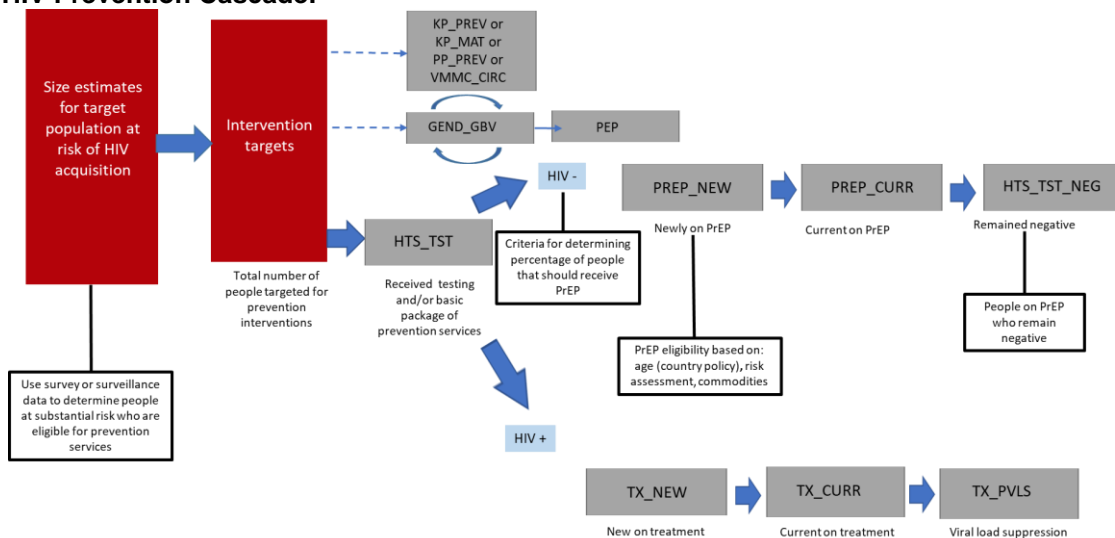 HIV Prevention Cascade:
KP_PREV or
KP_MAT or
PP_PREV or
VMMC_CIRC
Size estimates
for target
population at
risk of HIV
acquisition
Intervention
targets
GEND_GBV
PEP
HIV -
PREP_NEW
PREP_CURR
HTS_TST_NEG
HTS_TST
Newly on PrEP
Current on PrEP
Remained negative
Criteria for determining
percentage of people
that should receive
PrEP
Total number of
people targeted for
prevention
interventions
Received testing
and/or basic
package of
prevention services
People on PrEP
who remain
negative
PrEP eligibility based on:
age (country policy), risk
assessment, commodities
Use survey or surveillance
data to determine people
at substantial risk who are
eligible for prevention
services
HIV +
TX_NEW
TX_CURR
TX_PVLS
New on treatment
Current on treatment
Viral load suppression